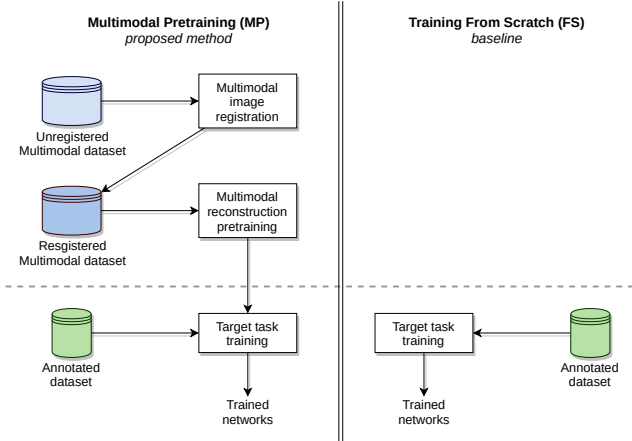 Multimodal Pretraining (MP)
proposed method
Unregistered
Multimodal dataset
Multimodal
image
registration
Resgistered
Multimodal dataset
Multimodal
reconstruction
pretraining
Annotated
dataset
Target task
training
Trained
networks
Training From Scratch (FS)
baseline
Target task
training
Annotated
dataset
Trained
networks